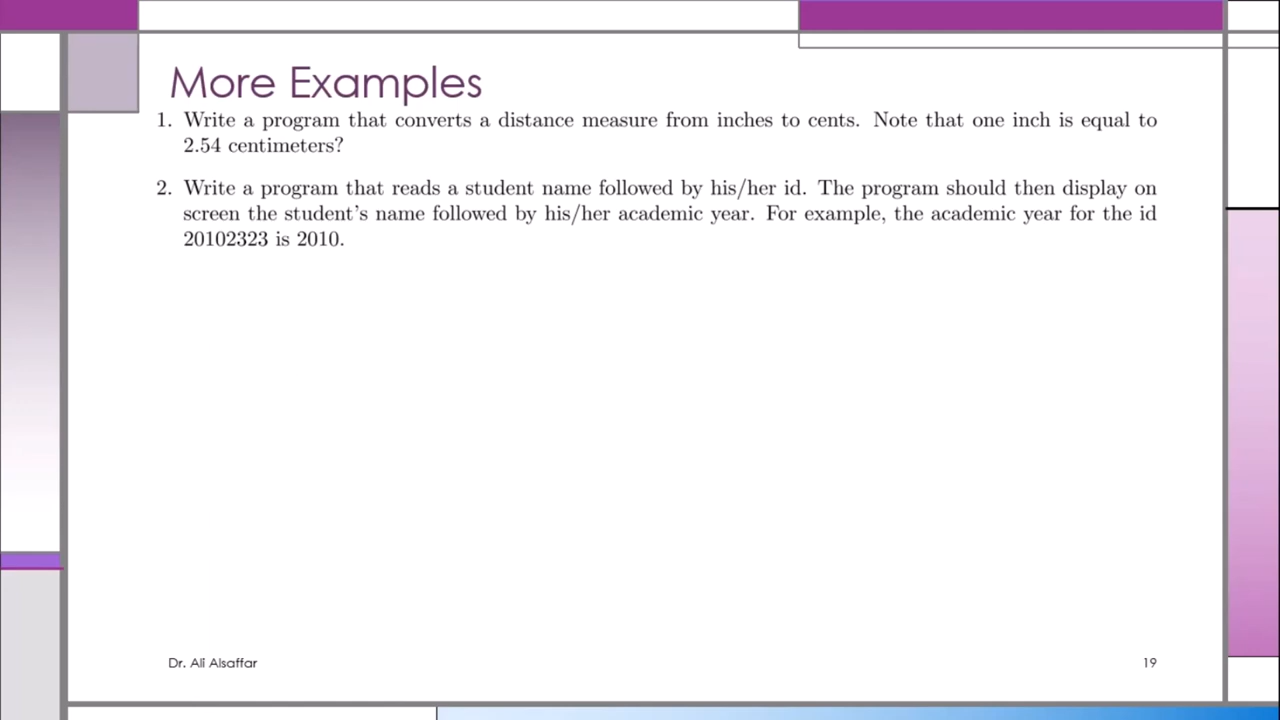 More Examples
1. Write a program that converts a distance measure from inches to cents. Note that one inch is equal to
2.54 centimeters?
2. Write a program that reads a student name followed by his/her id. The program should then display on
screen the student's name followed by his/her academic year. For example, the academic year for the id
20102323 is 2010.
Dr. Ali Alsaffar
19